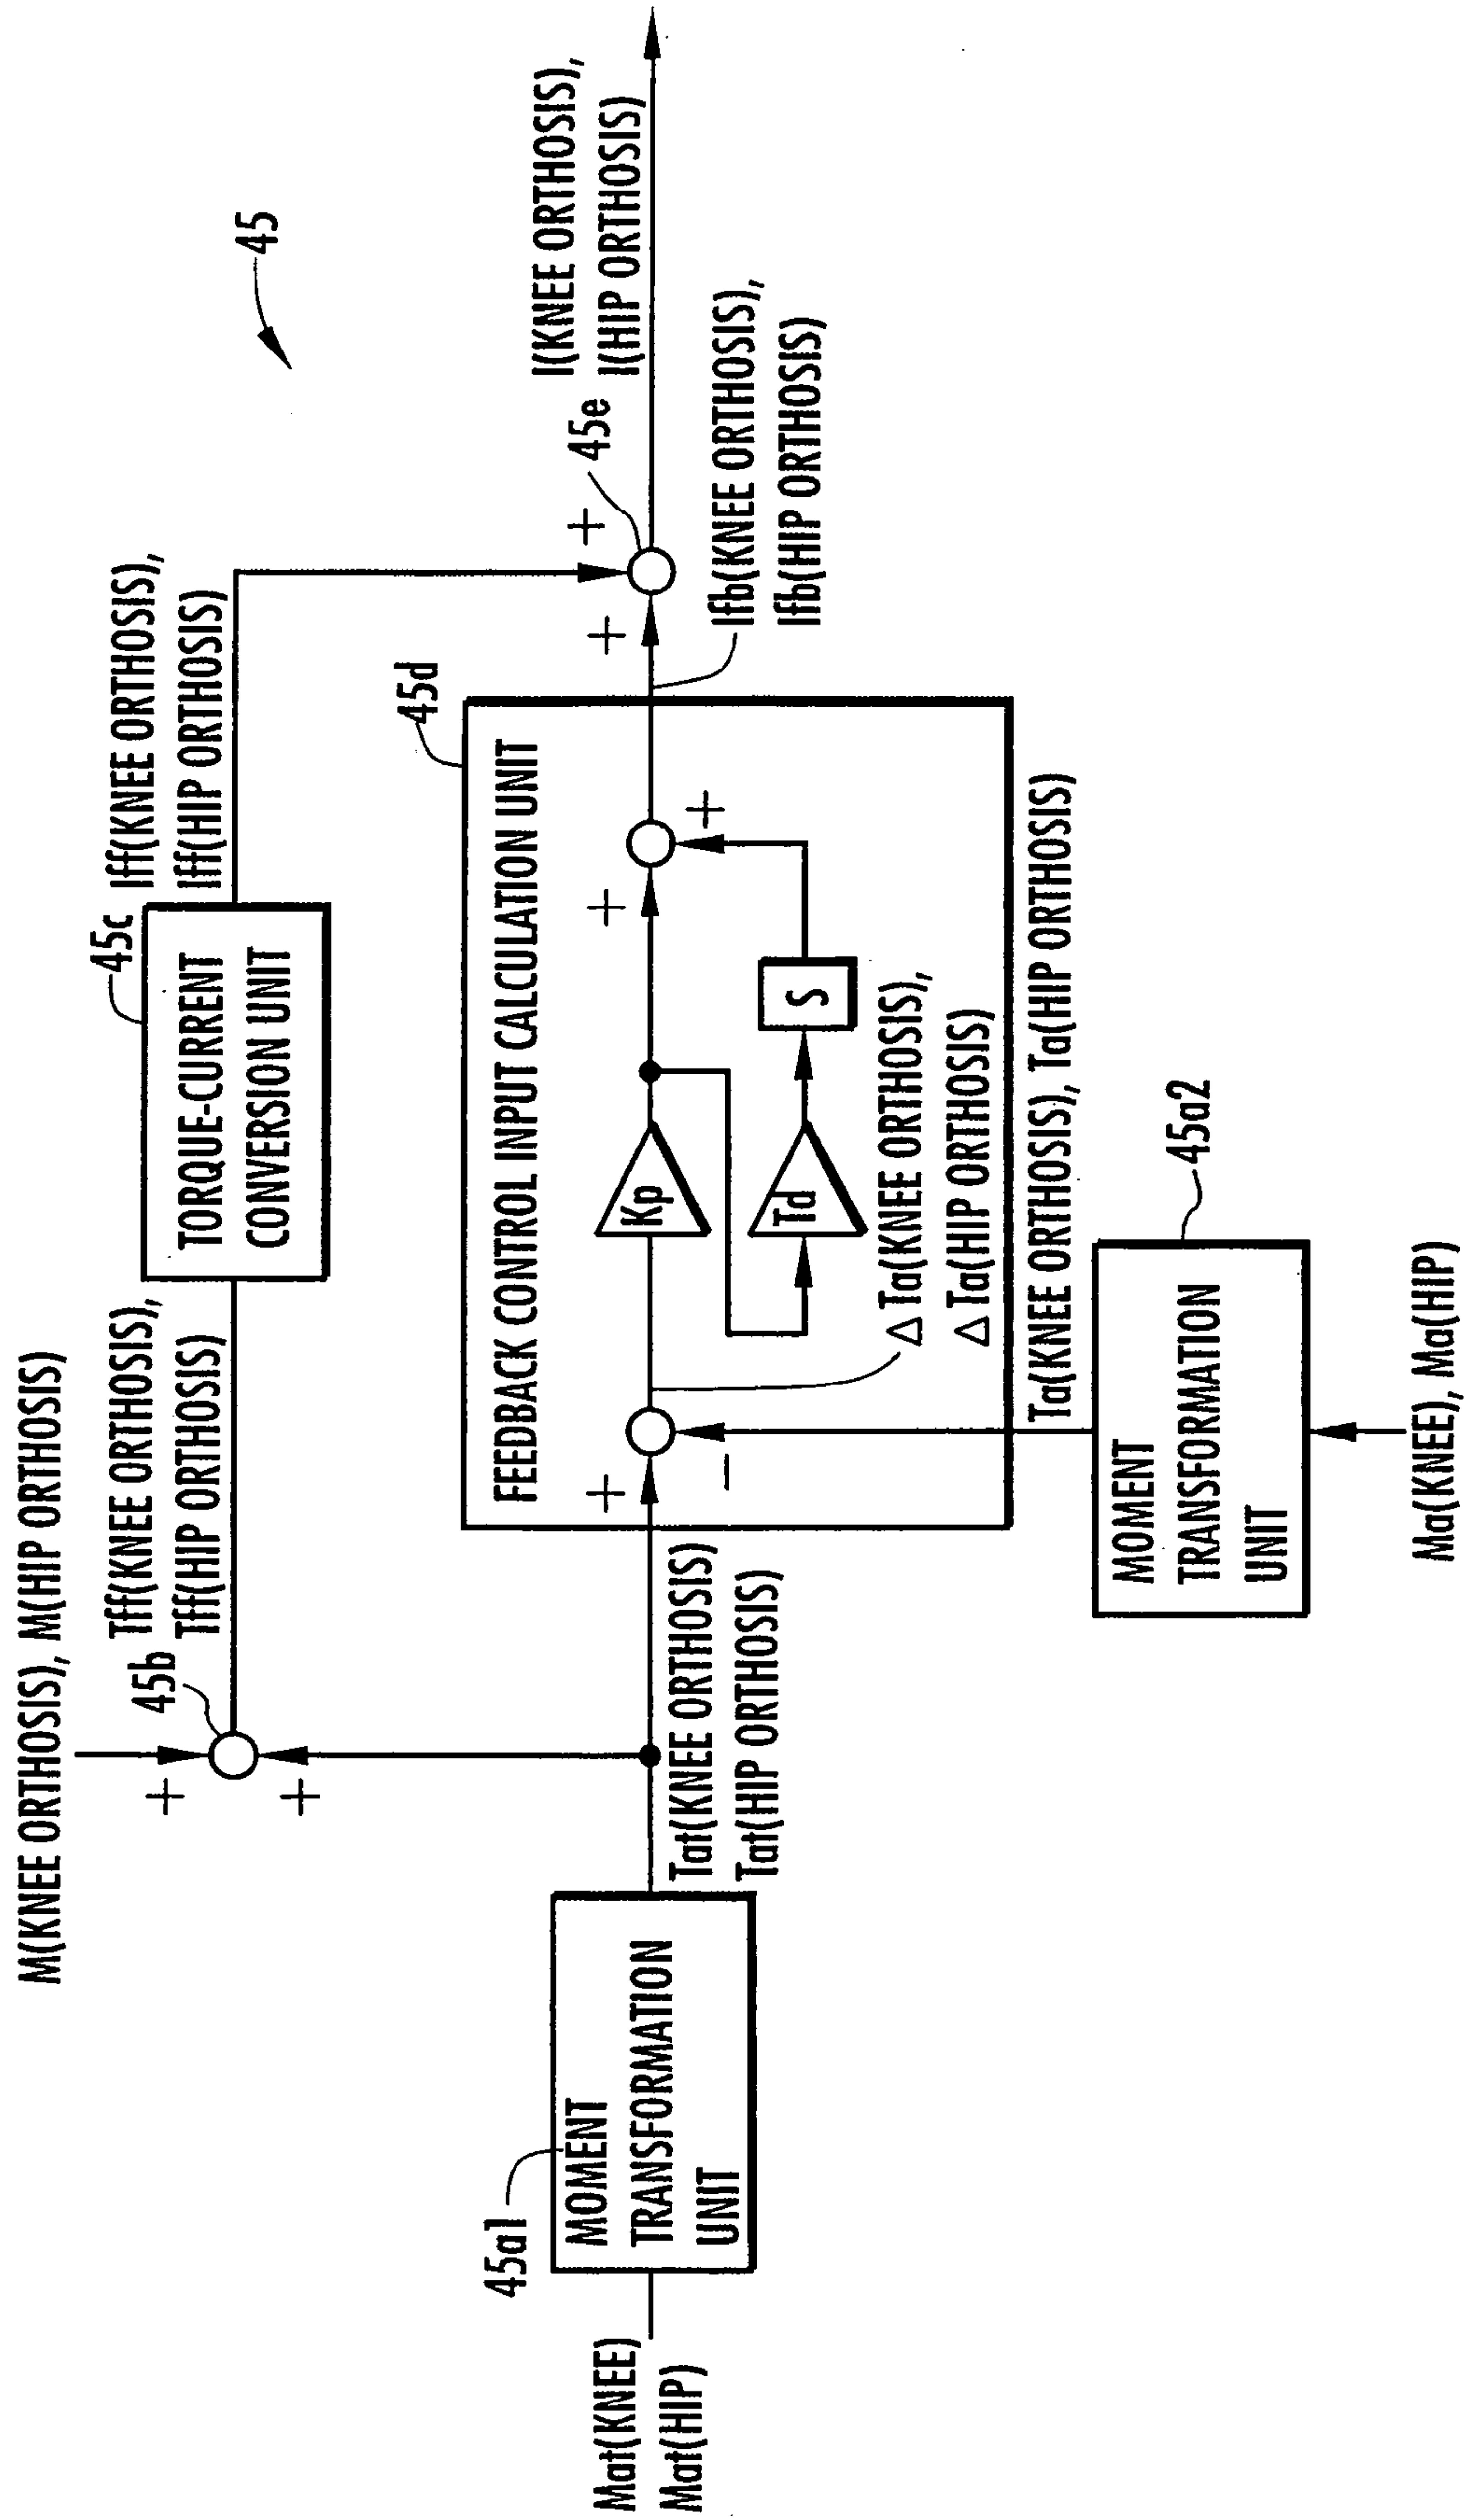 45
M(KNEE ORTHOSIS), M(HIP ORTHOSIS)
45b
Tff(KNEE ORTHOSIS),
Tff(HIP ORTHOSIS)
45c
TORQUE-CURRENT
CONVERSION UNIT
Iff(KNEE ORTHOSIS),
Iff(HIP ORTHOSIS)
+
+
Mat(KNEE)
Mat(HIP)
45a1
MOMENT
TRANSFORMATION
UNIT
Tat(KNEE ORTHOSIS)
Tat(HIP ORTHOSIS)
45d
FEEDBACK CONTROL INPUT CALCULATION UNIT
+
−
Kp
Td
S
+
+
△ Ta(KNEE ORTHOSIS),
△ Ta(HIP ORTHOSIS)
+
+
45e
I(KNEE ORTHOSIS),
I(HIP ORTHOSIS)
Ifb(KNEE ORTHOSIS),
Ifb(HIP ORTHOSIS)
Ta(KNEE ORTHOSIS), Ta(HIP ORTHOSIS)
45a2
MOMENT
TRANSFORMATION
UNIT
Ma(KNEE), Ma(HIP)